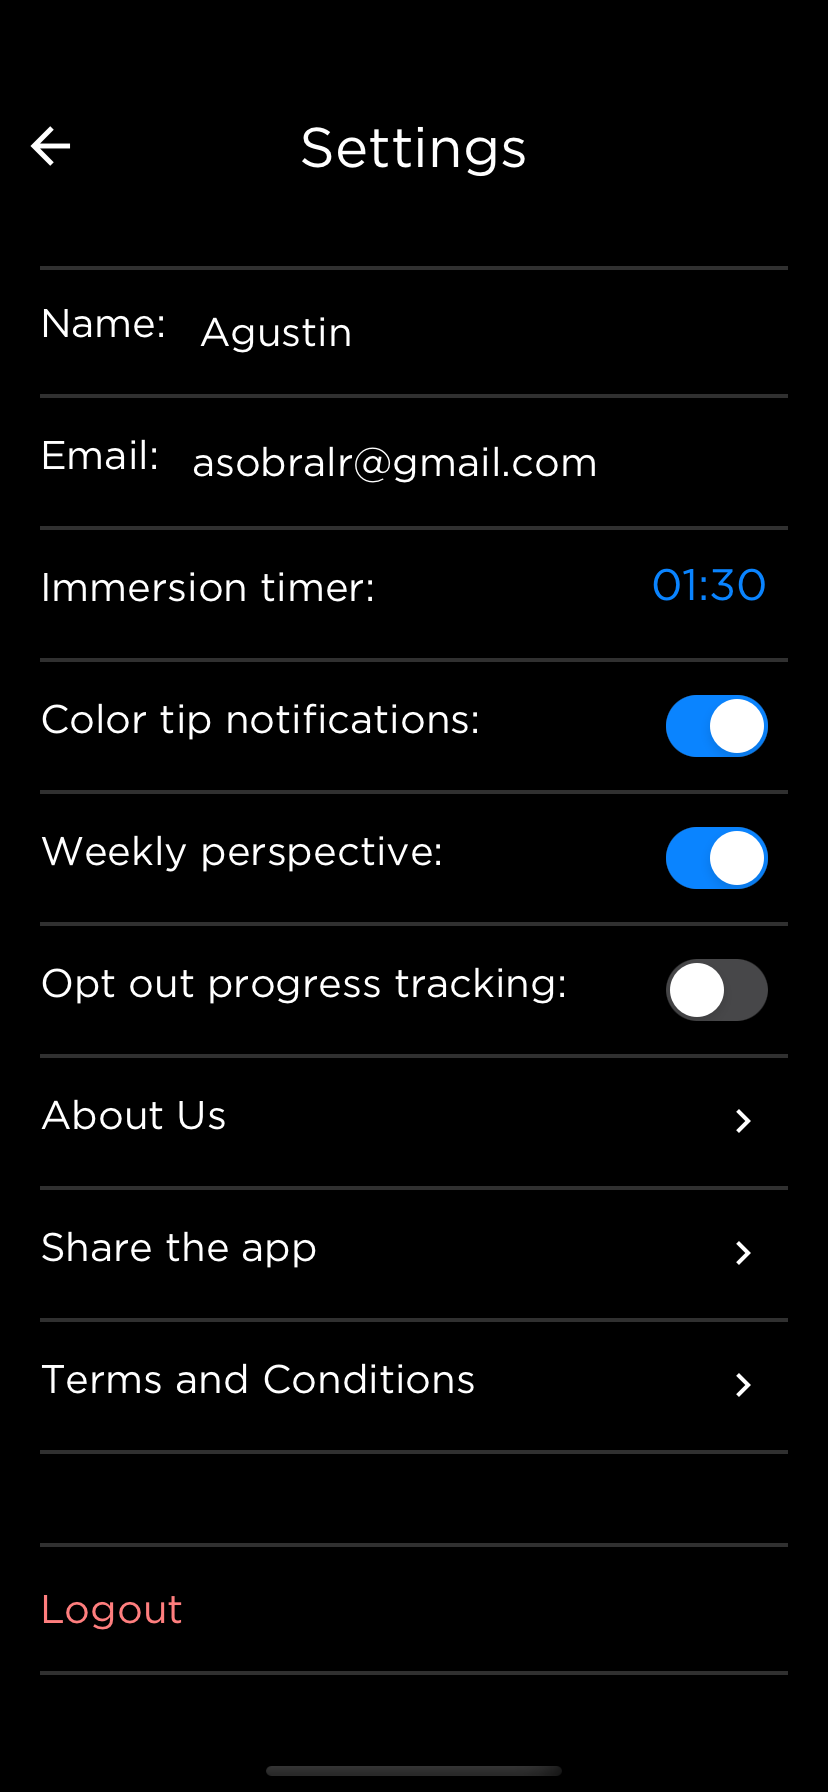 Settings
Name: Agustin
Email: asobralr@gmail.com
Immersion timer: 01:30
Color tip notifications:
Weekly perspective:
Opt out progress tracking:
About Us
Share the app
Terms and Conditions
Logout